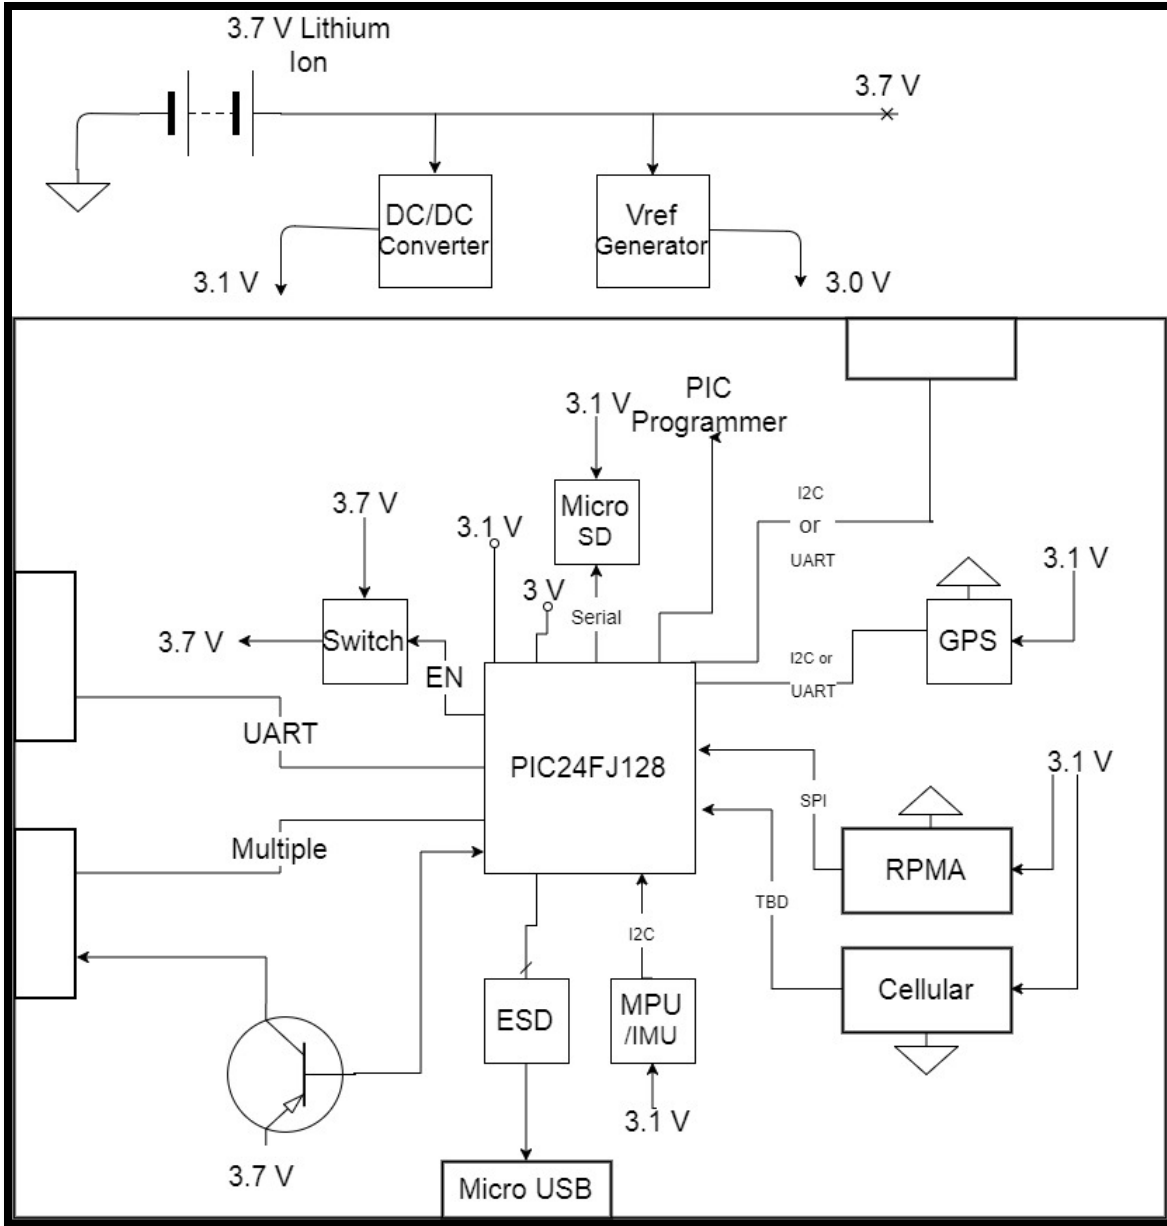 3.7 V Lithium
Ion
3.7 V
DC/DC
Converter
Vref
Generator
3.1 V
3.0 V
PIC
Programmer
3.1 V
Micro
SD
I2C
or
UART
3.7 V
3.1 V
3 V
Serial
3.1 V
3.7 V
Switch
EN
GPS
I2C or
UART
UART
PIC24FJ128
3.1 V
SPI
Multiple
RPMA
TBD
I2C
Cellular
ESD
MPU
/IMU
3.1 V
3.7 V
Micro USB